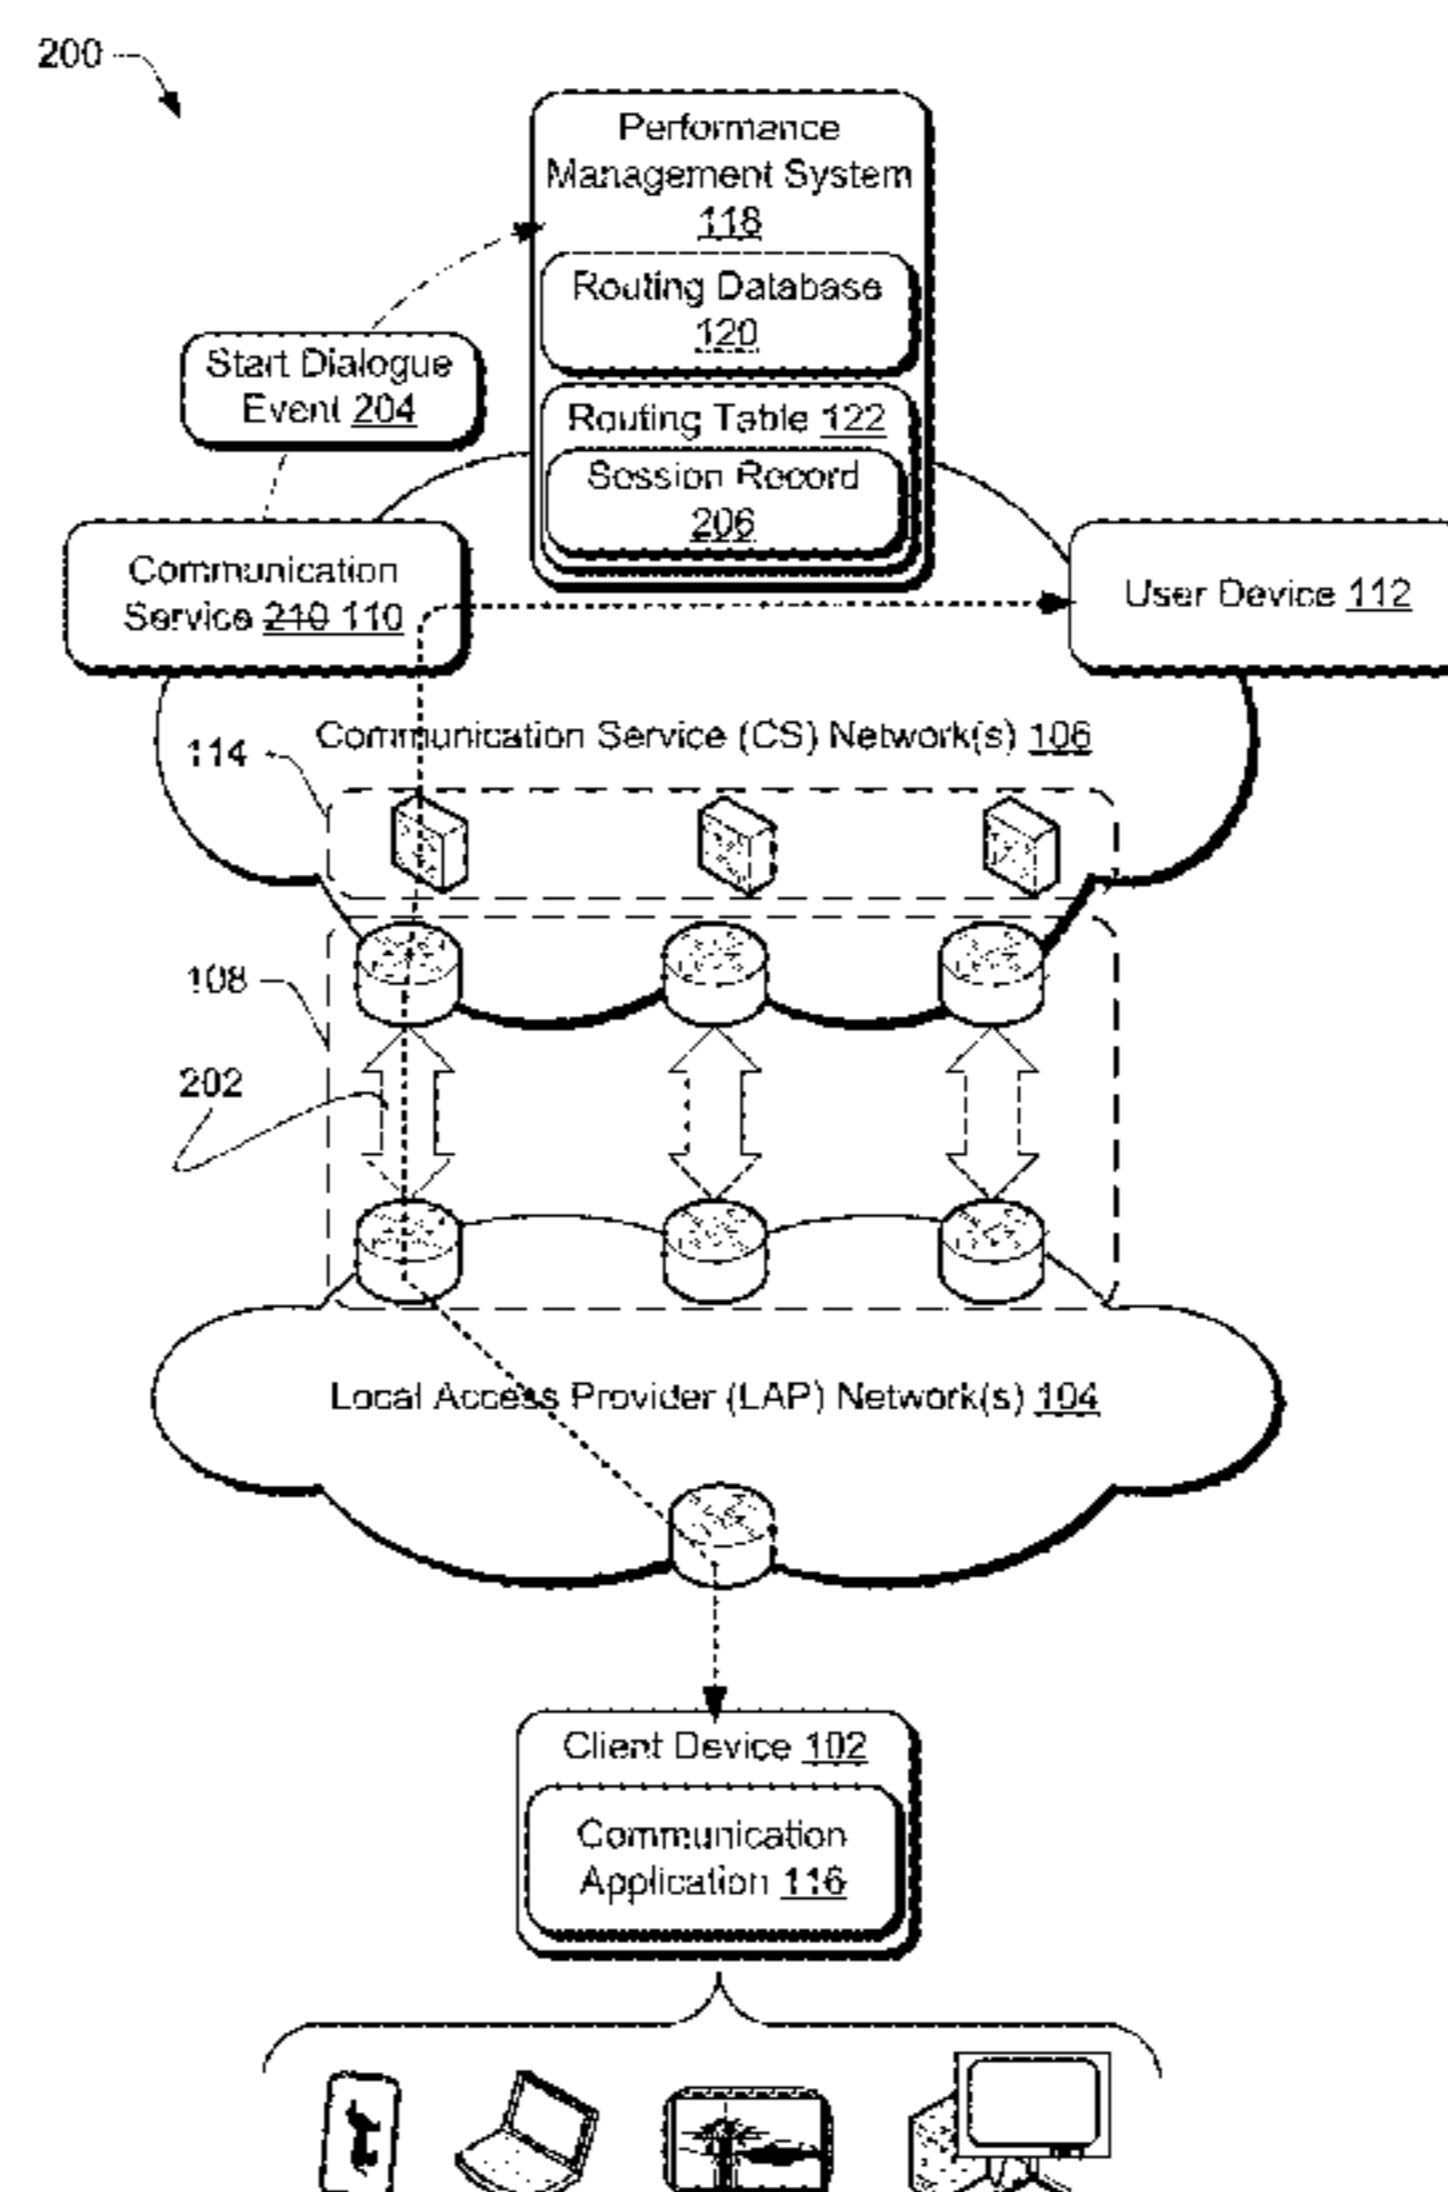 200
Performance
Management System
118
Routing Database
120
Start Dialogue
Event 204
Routing Table 122
Session Record
206
Communication
Service 210 110
User Device 112
Communication Service (CS) Network(s) 106
114
108
202
Local Access Provider (LAP) Network(s) 104
Client Device 102
Communication
Application 116